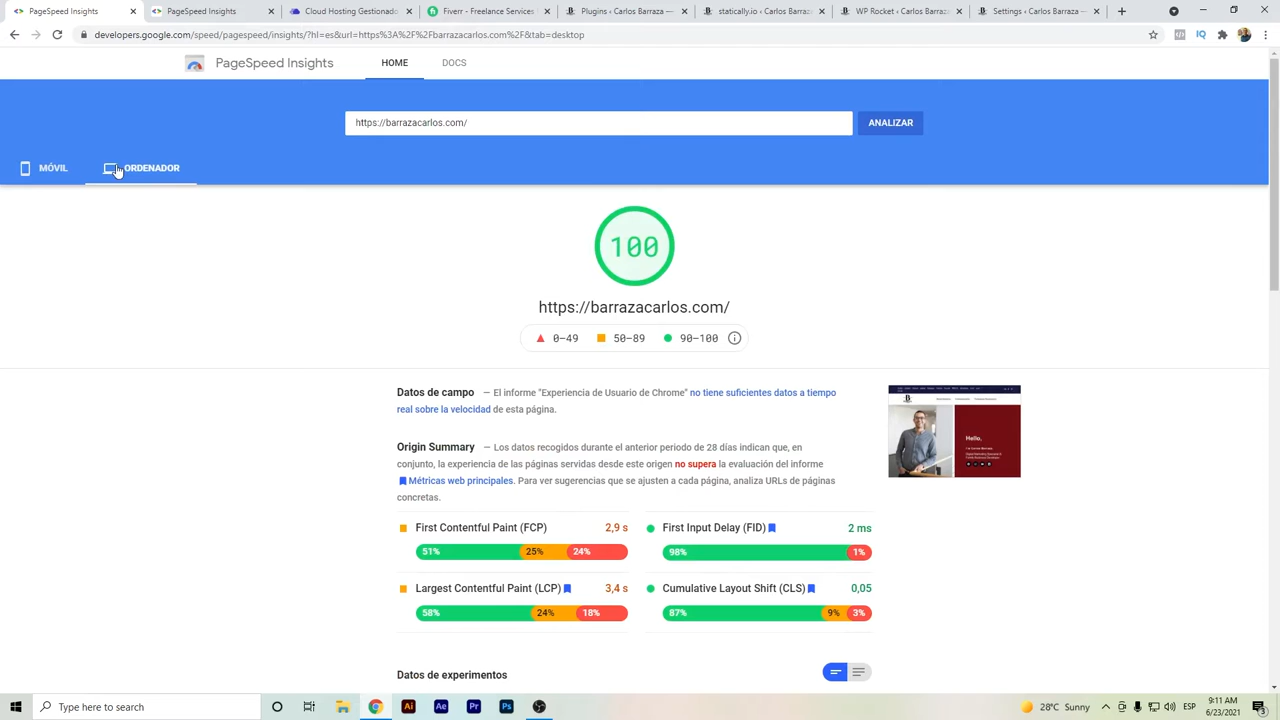 PageSpeed Insights
PageSpeed Insights
Cloud Hosting Gestionado
Fiverr - Freelance Services
Plugins ‹ Carlos Barraza —
statically.io ‹ Carlos Barraza
WP Rocket ‹ Carlos Barraza
Settings ‹ Carlos Barraza —
developers.google.com/speed/pagespeed/insights/?hl=es&url=https%3A%2F%2Fbarrazacarlos.com%2F&tab=desktop
IQ
PageSpeed Insights
HOME
DOCS
https://barrazacarlos.com/
ANALIZAR
MÓVIL
ORDENADOR
100
https://barrazacarlos.com/
0–49
50–89
90–100
Datos de campo — El informe "Experiencia de Usuario de Chrome" no tiene suficientes datos a tiempo
real sobre la velocidad de esta página.
Origin Summary — Los datos recogidos durante el anterior periodo de 28 días indican que, en
conjunto, la experiencia de las páginas servidas desde este origen no supera la evaluación del informe
Métricas web principales. Para ver sugerencias que se ajusten a cada página, analiza URLs de páginas
concretas.
First Contentful Paint (FCP) 2,9 s
51% 25% 24%
First Input Delay (FID) 2 ms
98% 1%
Largest Contentful Paint (LCP) 3,4 s
58% 24% 18%
Cumulative Layout Shift (CLS) 0,05
87% 9% 3%
Hello,
Datos de experimentos
Type here to search
Ai
Ae
Pr
Ps
28°C Sunny
ESP
9:11 AM
6/23/2021
3